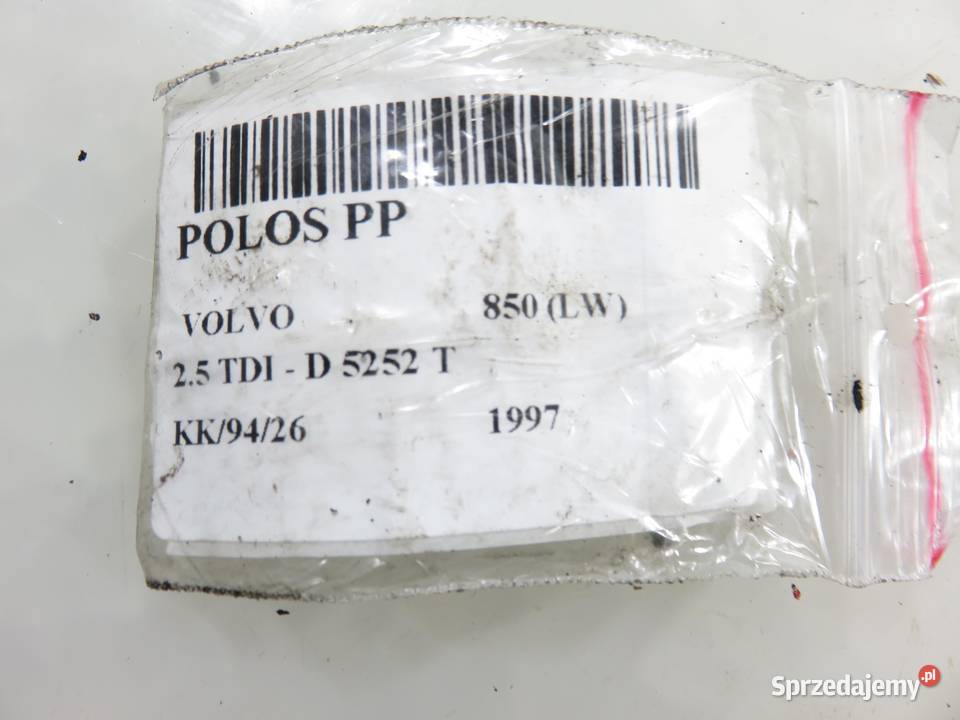 POLOS PP
VOLVO 850 (LW)
2.5 TDI - D 5252 T
KK/94/26 1997
Sprzedajemy.pl